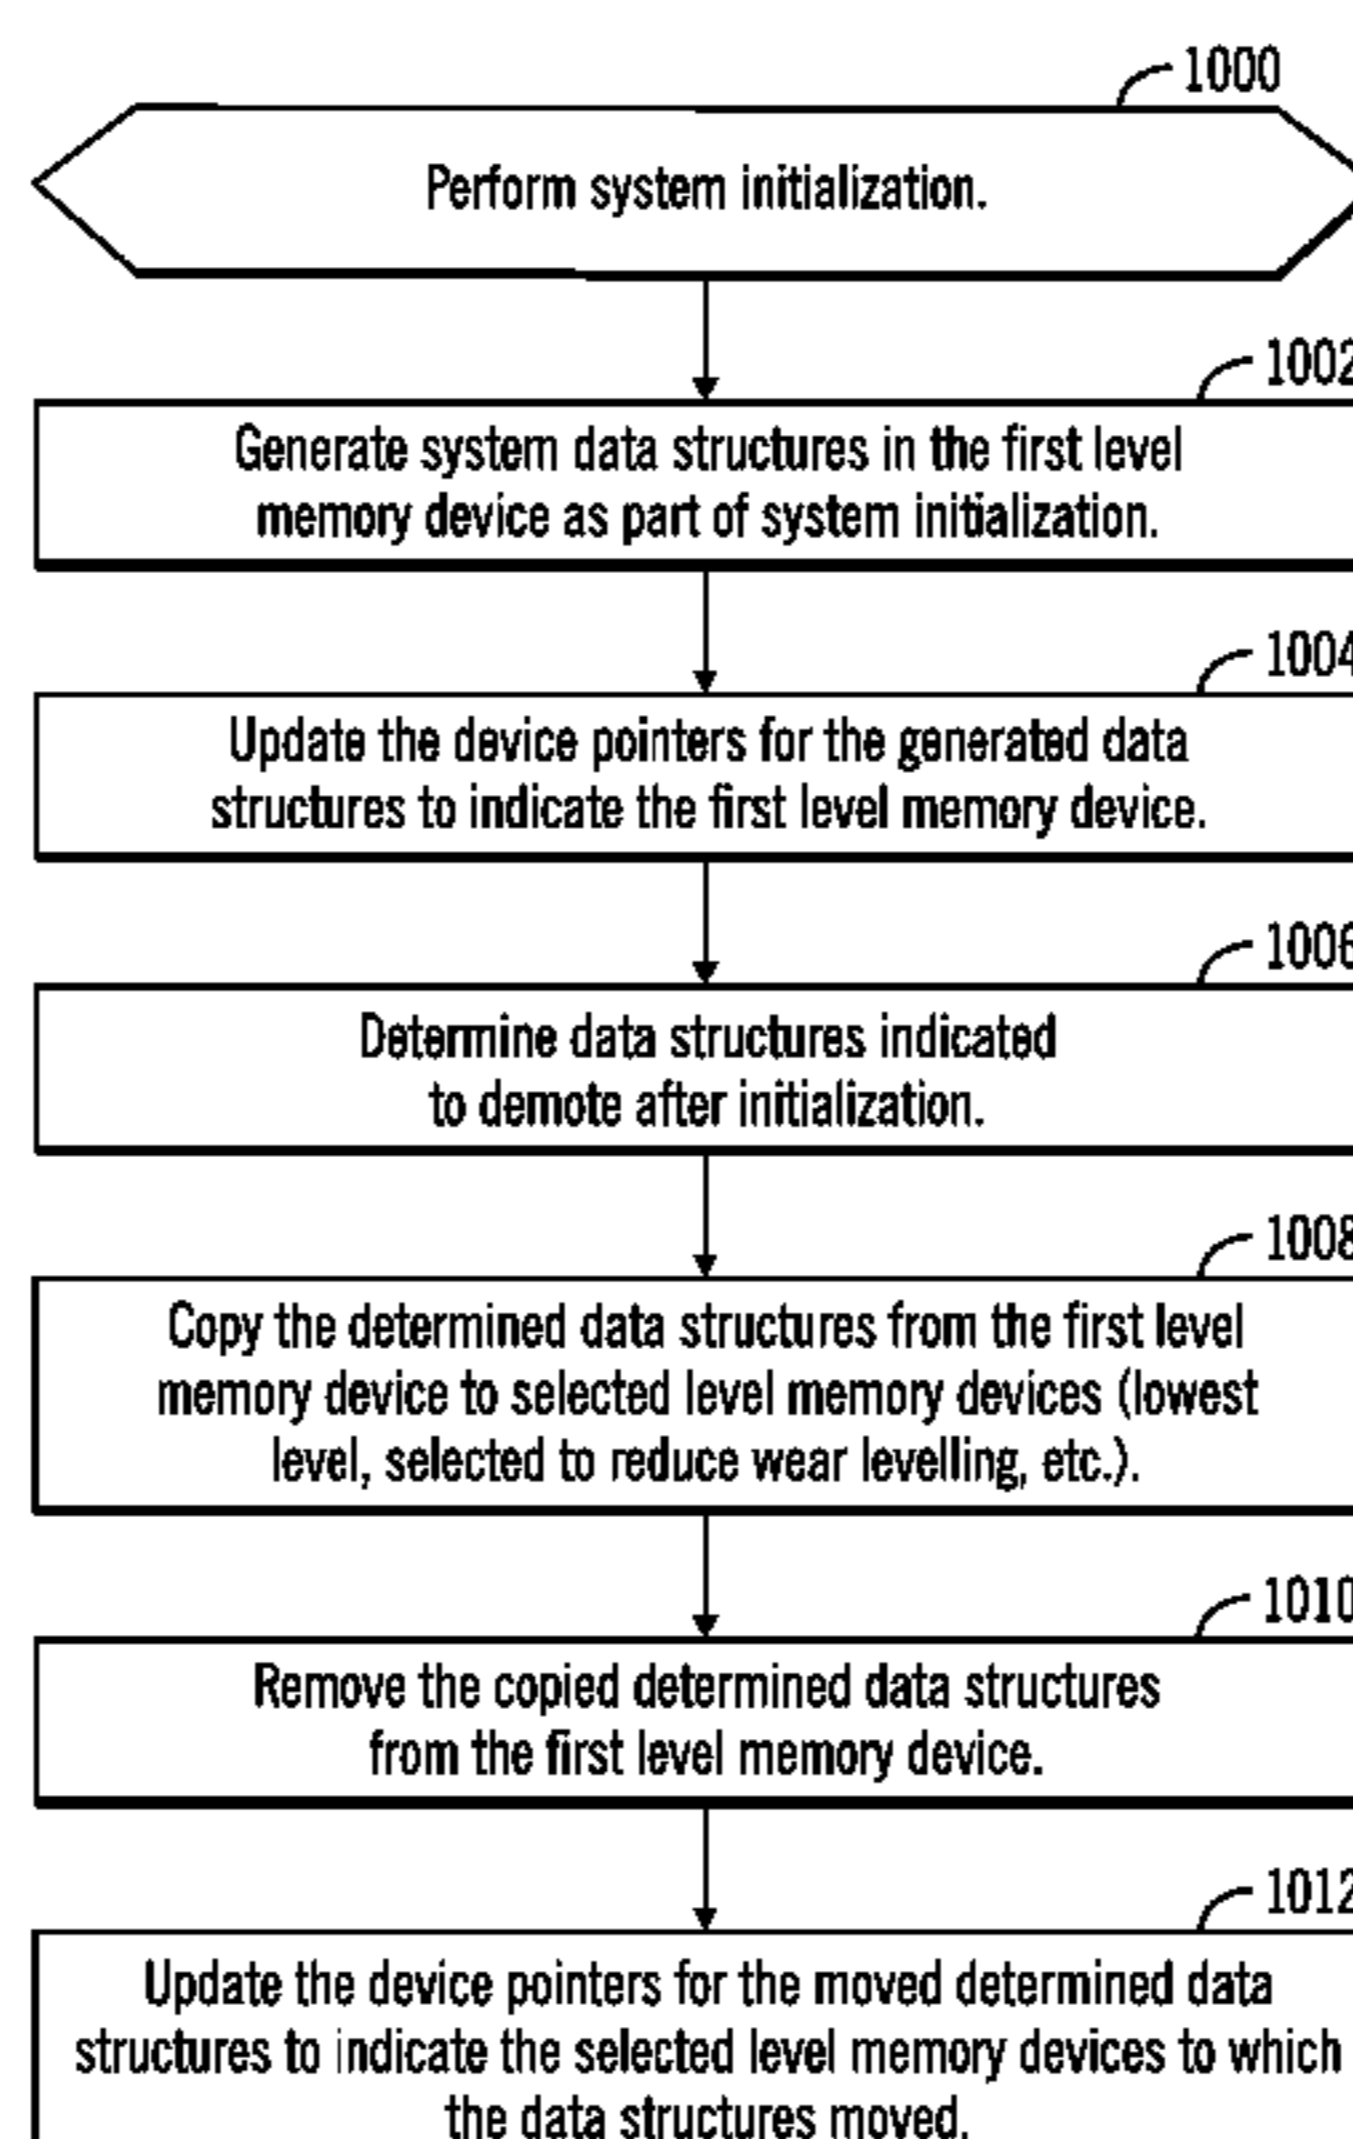 1000
Perform system initialization.
1002
Generate system data structures in the first level
memory device as part of system initialization.
1004
Update the device pointers for the generated data
structures to indicate the first level memory device.
1006
Determine data structures indicated
to demote after initialization.
1008
Copy the determined data structures from the first level
memory device to selected level memory devices (lowest
level, selected to reduce wear levelling, etc.).
1010
Remove the copied determined data structures
from the first level memory device.
1012
Update the device pointers for the moved determined data
structures to indicate the selected level memory devices to which
the data structures moved.